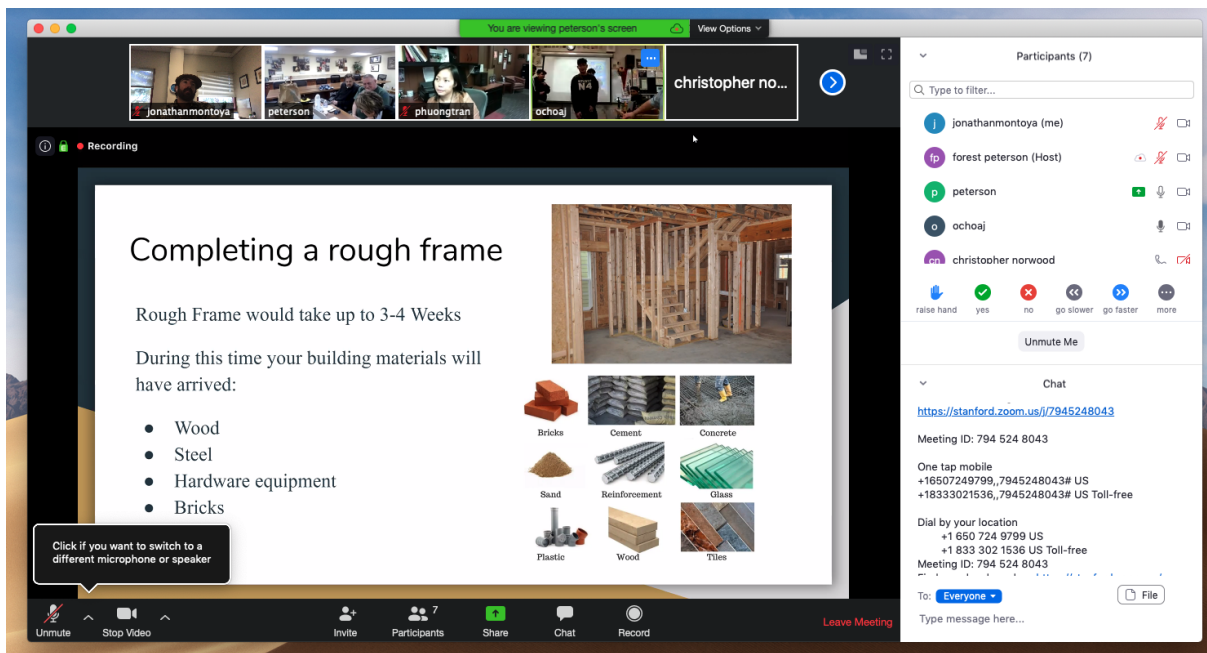 You are viewing peterson's screen
View Options
jonathanmontoya
peterson
phuongtran
N4
ochoaj
christopher no...
Recording
Completing a rough frame
Rough Frame would take up to 3-4 Weeks
During this time your building materials will
have arrived:
Wood
Steel
Hardware equipment
Bricks
Bricks
Cement
Concrete
Sand
Reinforcement
Glass
Plastic
Wood
Tiles
Click if you want to switch to a
different microphone or speaker
Unmute
Stop Video
Invite
Participants
7
Share
Chat
Record
Leave Meeting
Participants (7)
Type to filter...
j
jonathanmontoya (me)
fp
forest peterson (Host)
p
peterson
o
ochoaj
cn
christopher norwood
raise hand
yes
no
go slower
go faster
more
Unmute Me
Chat
https://stanford.zoom.us/j/7945248043
Meeting ID: 794 524 8043
One tap mobile
+16507249799,,7945248043# US
+18333021536,,7945248043# US Toll-free
Dial by your location
+1 650 724 9799 US
+1 833 302 1536 US Toll-free
Meeting ID: 794 524 8043
To:
Everyone
File
Type message here...